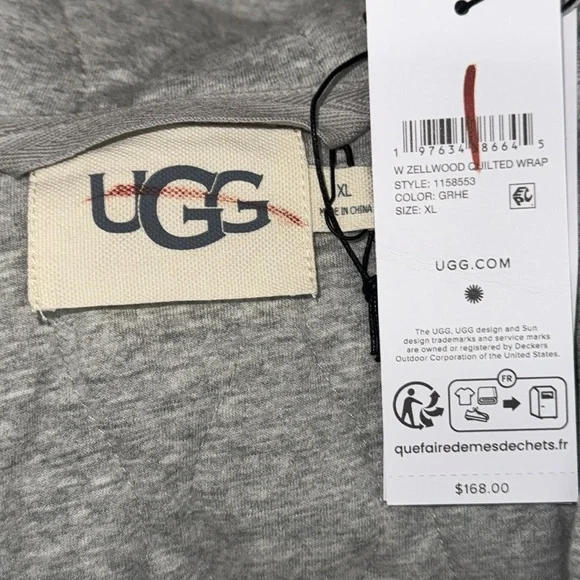 UGG
XL
MADE IN CHINA
1 97634 8664 5
W ZELLWOOD QUILTED WRAP
STYLE: 1158553
COLOR: GRHE
SIZE: XL
UGG.COM
The UGG, UGG design and Sun
design trademarks and service marks
are owned or registered by Deckers
Outdoor Corporation of the United States.
FR
quefairedemesdechets.fr
$168.00